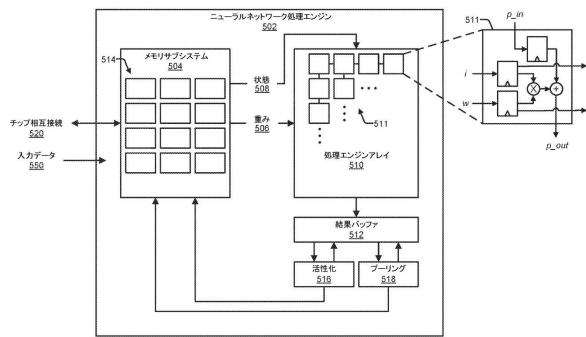 ニューラルネットワーク処理エンジン
502
メモリサブシステム
504
514
状態
508
重み
506
511
処理エンジンアレイ
510
チップ相互接続
520
入力データ
550
結果バッファ
512
活性化
516
プーリング
518
511
p_in
i
w
p_out